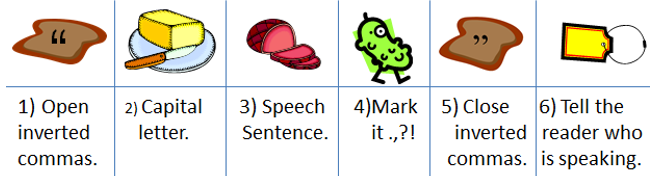 “
”
1) Open
inverted
commas.
2) Capital
letter.
3) Speech
Sentence.
4)Mark
it .,?!
5) Close
inverted
commas.
6) Tell the
reader who
is speaking.